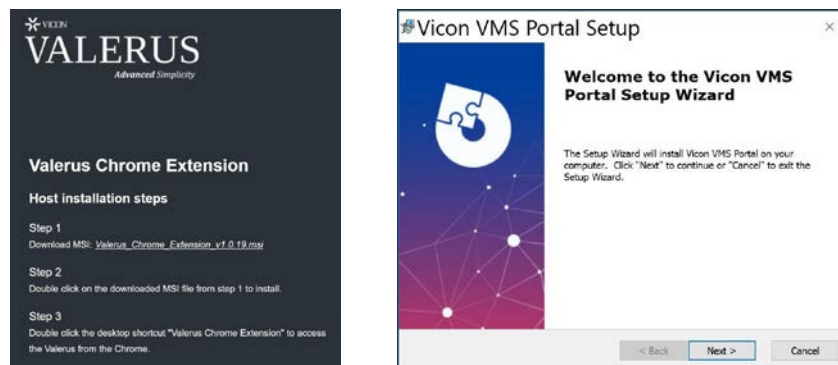 VICON
VALERUS
Advanced Simplicity
Valerus Chrome Extension
Host installation steps
Step 1
Download MSI: Valerus_Chrome_Extension_v1.0.19.msi
Step 2
Double click on the downloaded MSI file from step 1 to install.
Step 3
Double click the desktop shortcut "Valerus Chrome Extension" to access
the Valerus from the Chrome.
Vicon VMS Portal Setup
Welcome to the Vicon VMS
Portal Setup Wizard
The Setup Wizard will install Vicon VMS Portal on your
computer. Click "Next" to continue or "Cancel" to exit the
Setup Wizard.
< Back
Next >
Cancel